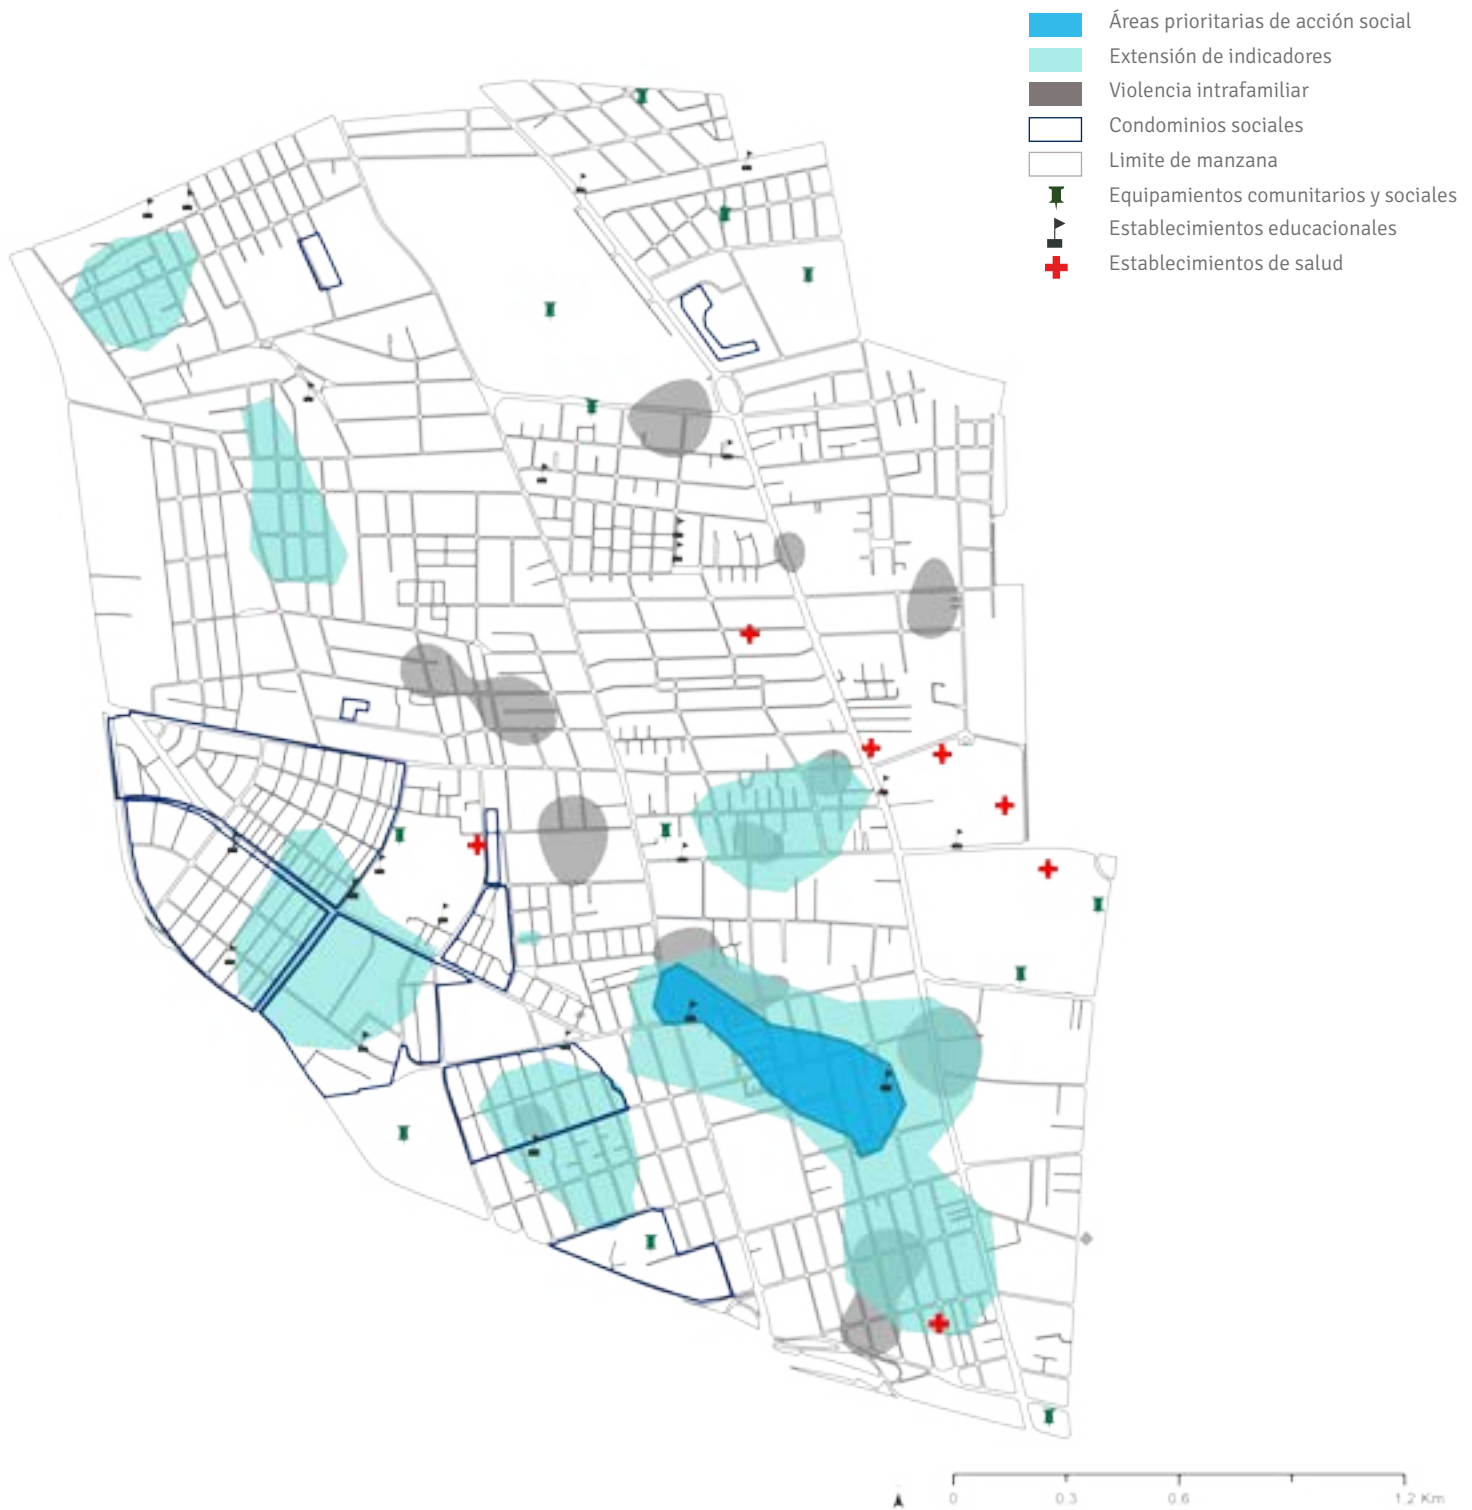 Áreas prioritarias de acción social
Extensión de indicadores
Violencia intrafamiliar
Condominios sociales
Limite de manzana
Equipamientos comunitarios y sociales
Establecimientos educacionales
Establecimientos de salud
0 0.3 0.6 1,2 Km